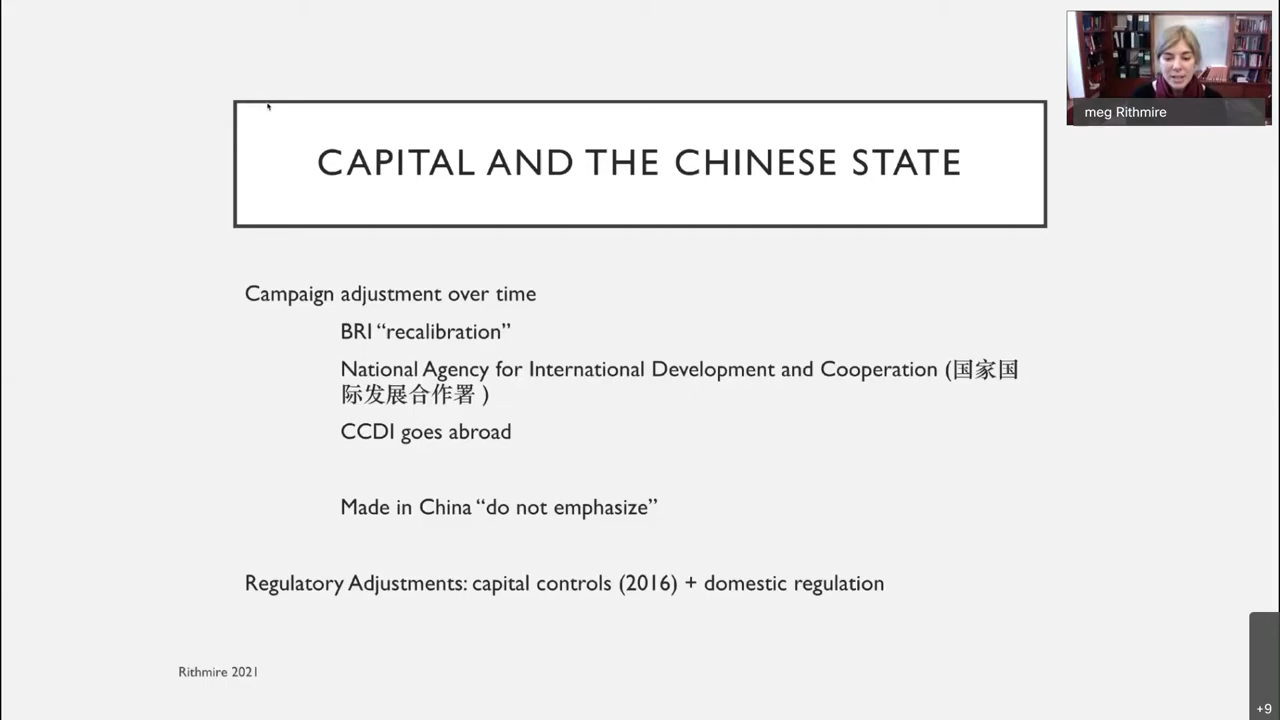 meg Rithmire
CAPITAL AND THE CHINESE STATE
Campaign adjustment over time
BRI “recalibration”
National Agency for International Development and Cooperation (国家国
际发展合作署 )
CCDI goes abroad
Made in China “do not emphasize”
Regulatory Adjustments: capital controls (2016) + domestic regulation
Rithmire 2021
+9